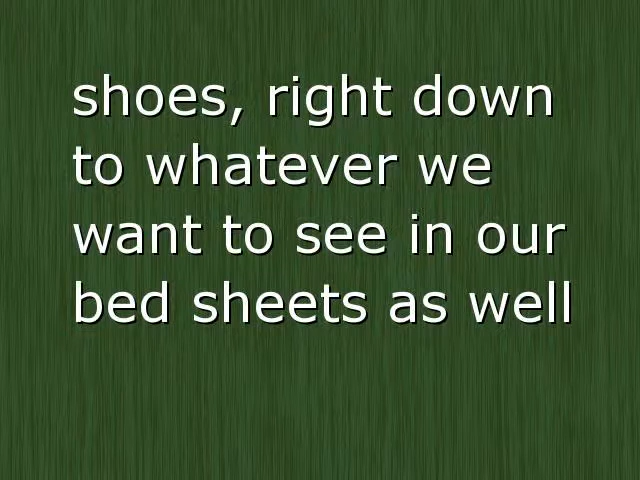 shoes, right down
to whatever we
want to see in our
bed sheets as well